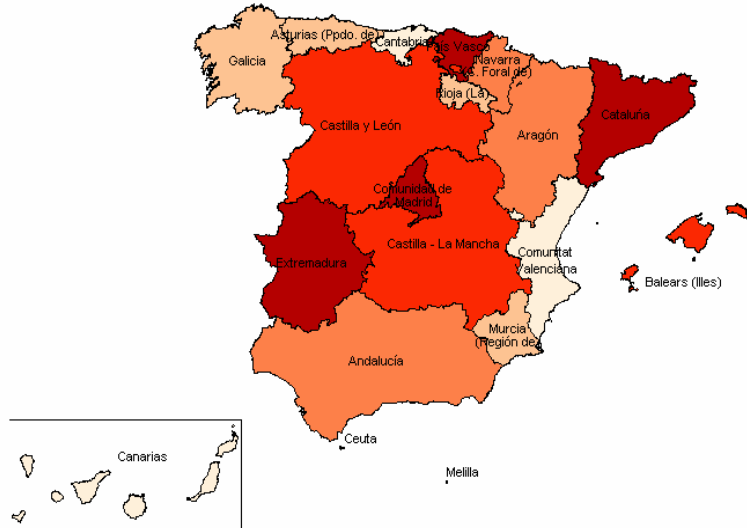 Asturias (Ppdo. de)
Cantabria
País Vasco
Galicia
Navarra
(C. Foral de)
Rioja (La)
Castilla y León
Aragón
Cataluña
Comunidad de
Madrid
Extremadura
Castilla - La Mancha
Comunitat
Valenciana
Balears (Illes)
Murcia
(Región de
Andalucía
Ceuta
Canarias
Melilla